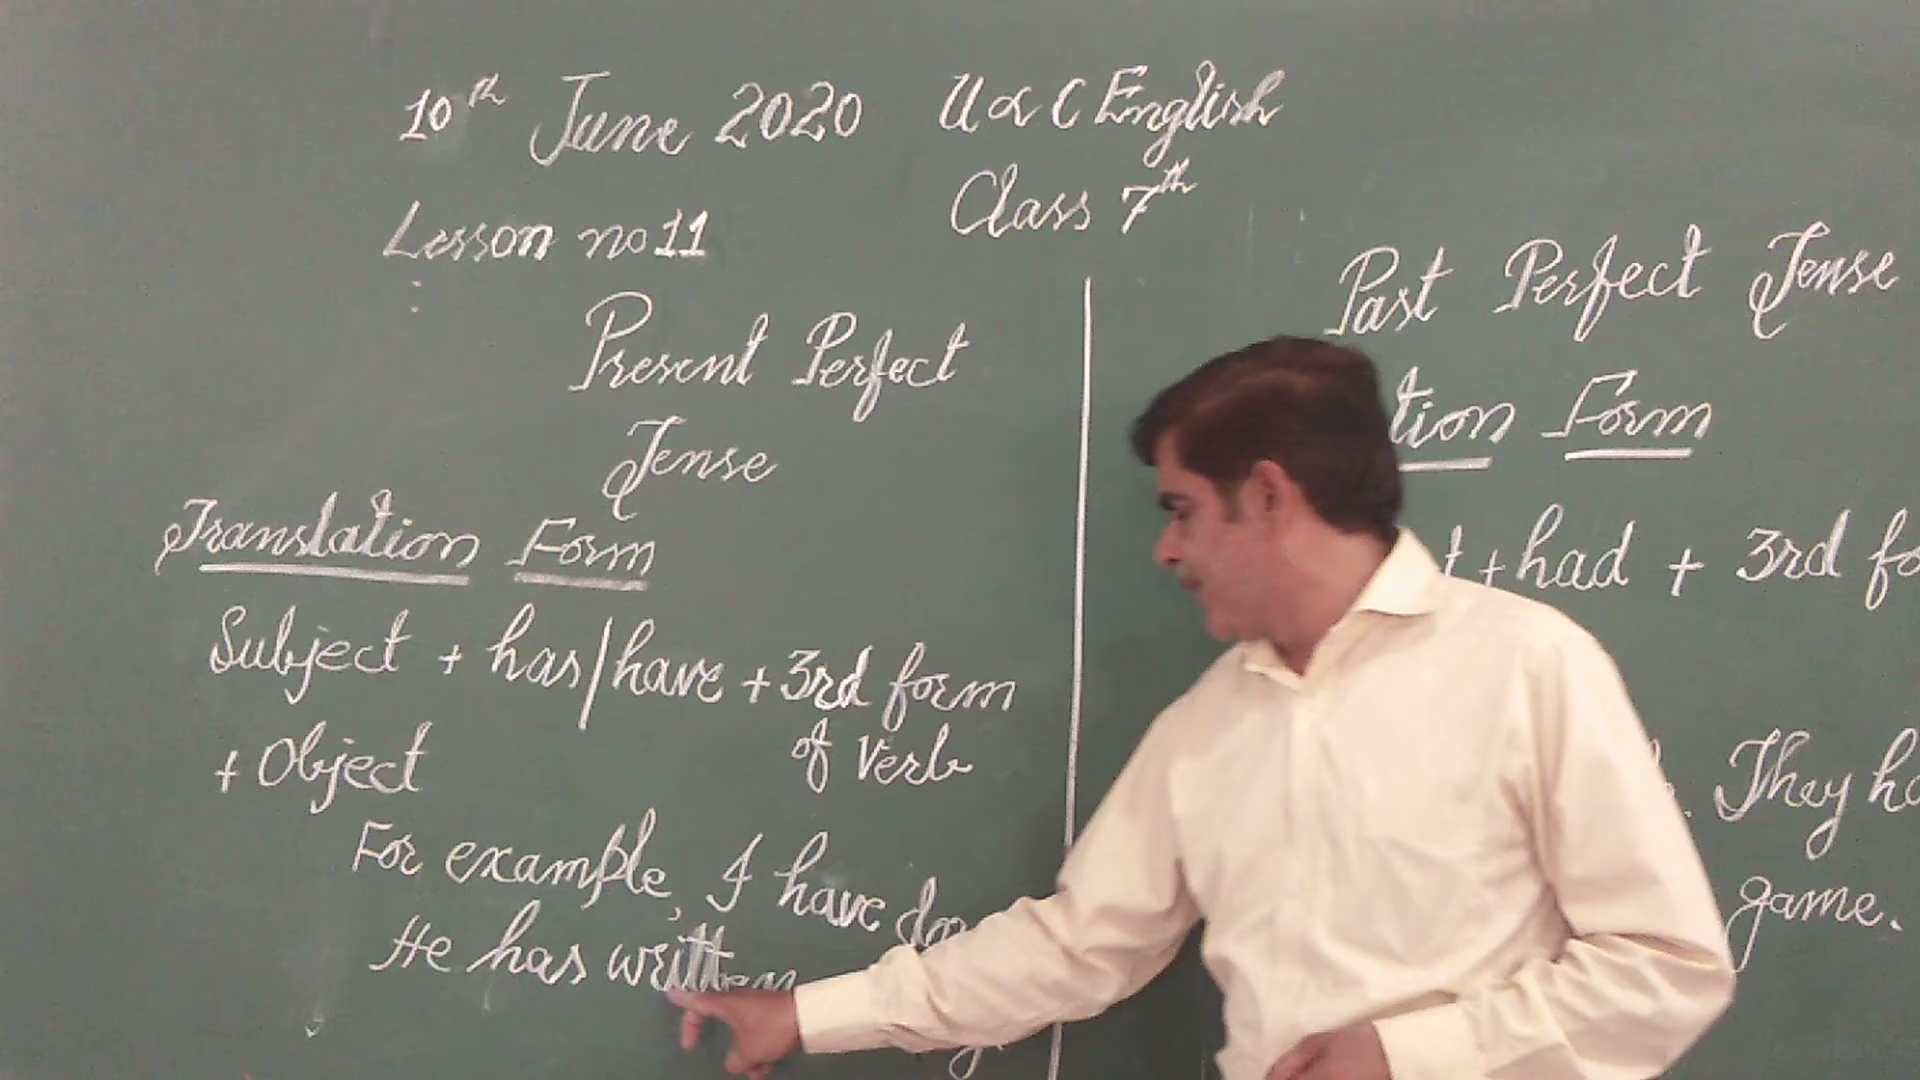 10th June 2020 U & C English
Class 7th
Lesson no 11
Present Perfect
Tense
Translation Form
Subject + has/have + 3rd form
of Verb
+ Object
For example, I have
He has written
Past Perfect Tense
tion Form
t + had + 3rd fo
They ha
game.